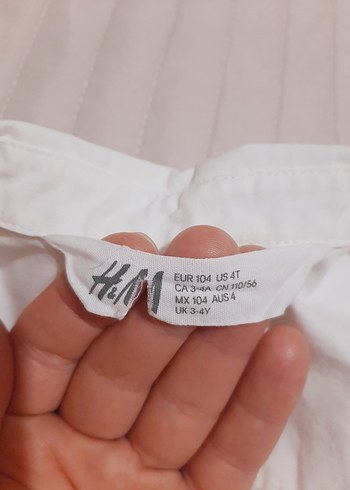 H&M
EUR 104 US 4T
CA 3-4A CN 110/56
MX 104 AUS 4
UK 3-4Y